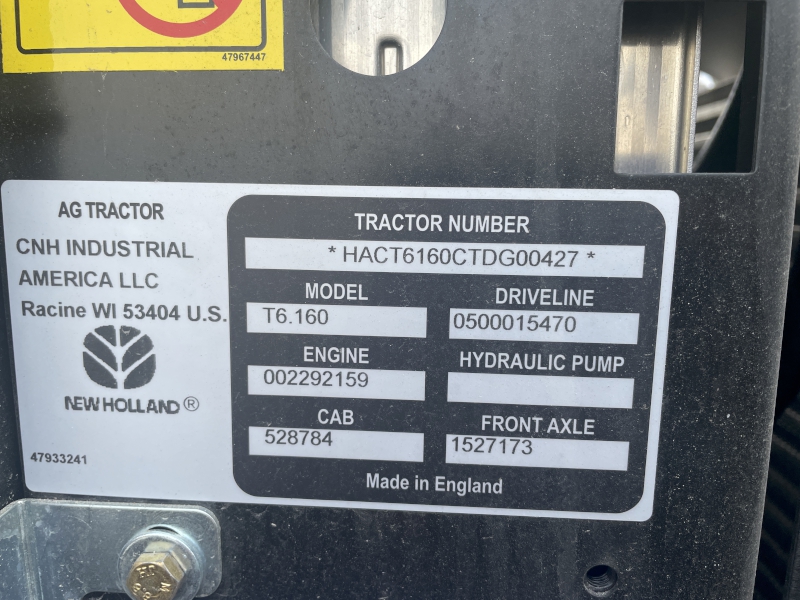 47967447
AG TRACTOR
CNH INDUSTRIAL
AMERICA LLC
Racine WI 53404 U.S.
NEW HOLLAND ®
47933241
TRACTOR NUMBER
* HACT6160CTDG00427 *
MODEL
T6.160
DRIVELINE
0500015470
ENGINE
002292159
HYDRAULIC PUMP
CAB
528784
FRONT AXLE
1527173
Made in England